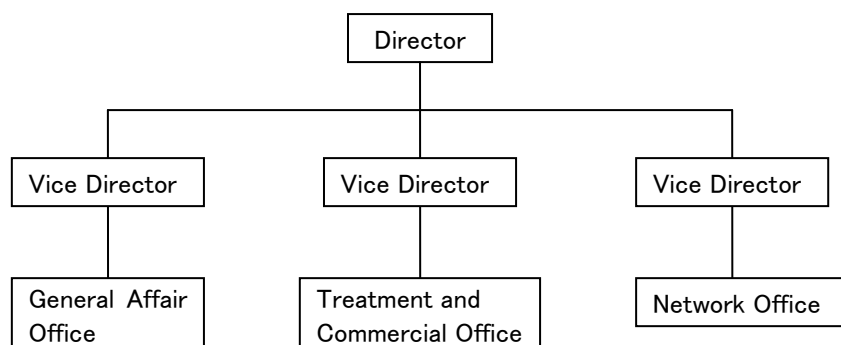 Director
Vice Director
Vice Director
Vice Director
General Affair
Office
Treatment and
Commercial Office
Network Office